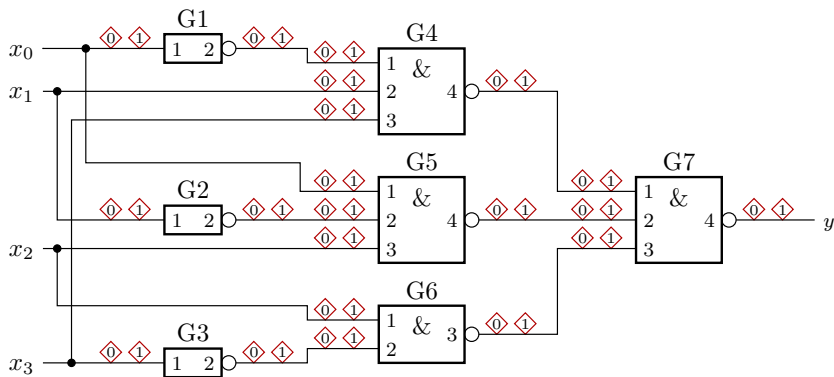 G1
G4
x0 0 1 1 2 0 1 0 1 1
&
x1 0 1 2 4 0 1
0 1 3
G2 G5 G7
0 1 1 0 1 1
& &
0 1 1 2 0 1 0 1 2 4 0 1 0 1 2 4 0 1 y
x2 0 1 3 0 1 3
G6
0 1 1
& 3 0 1
G3 0 1 2
x3 0 1 1 2 0 1